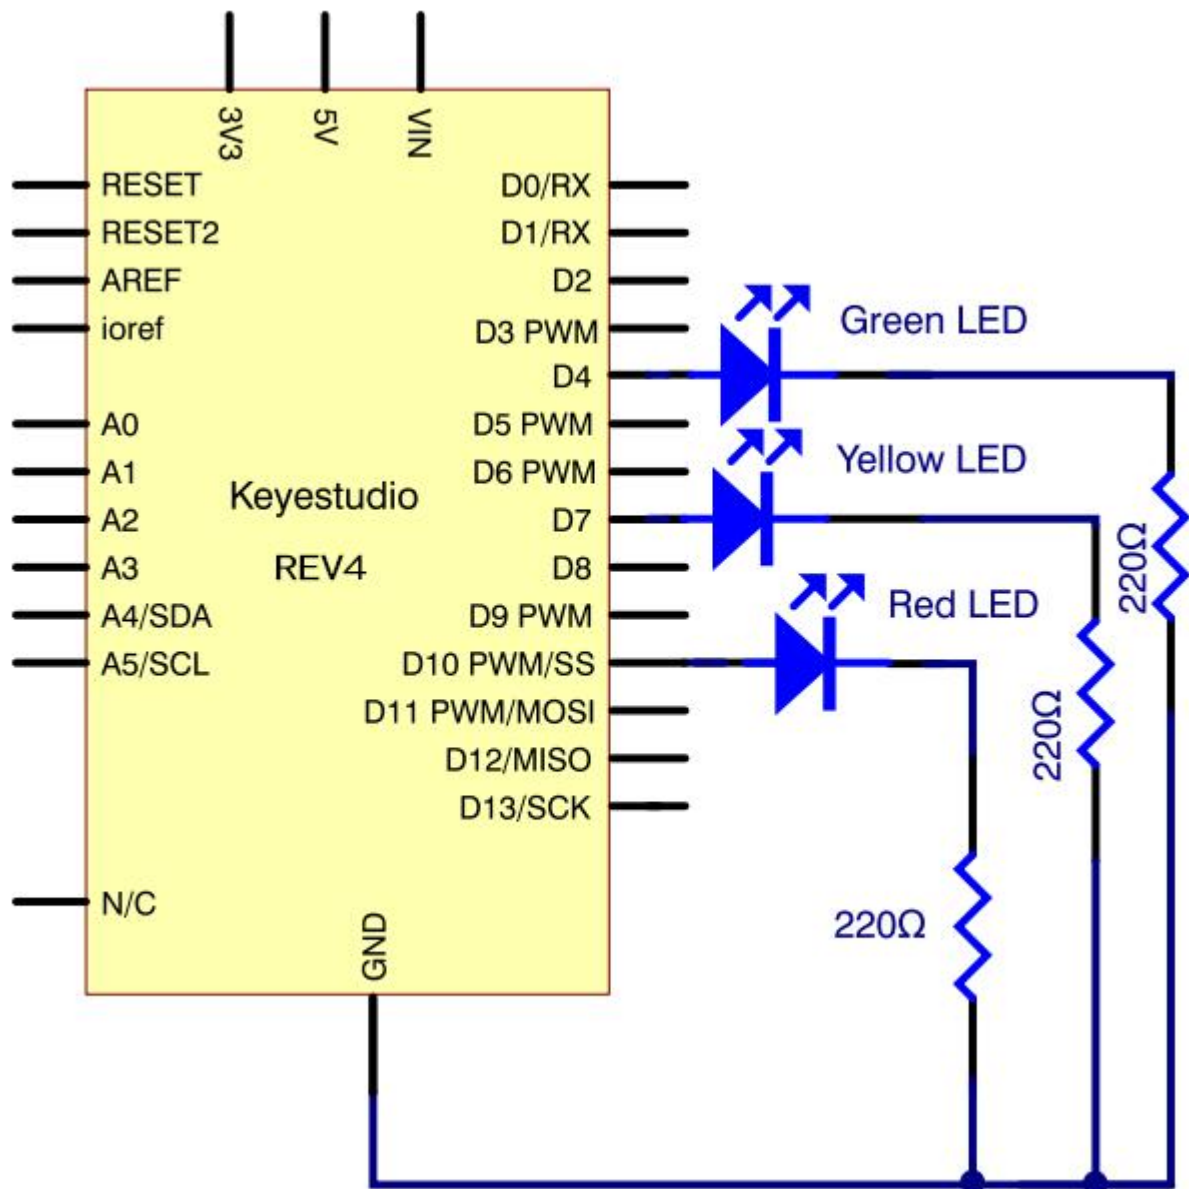 3V3
5V
VIN
RESET
RESET2
AREF
ioref
A0
A1
A2
A3
A4/SDA
A5/SCL
N/C
Keyestudio
REV4
D0/RX
D1/RX
D2
D3 PWM
D4
D5 PWM
D6 PWM
D7
D8
D9 PWM
D10 PWM/SS
D11 PWM/MOSI
D12/MISO
D13/SCK
GND
Green LED
Yellow LED
Red LED
220Ω
220Ω
220Ω